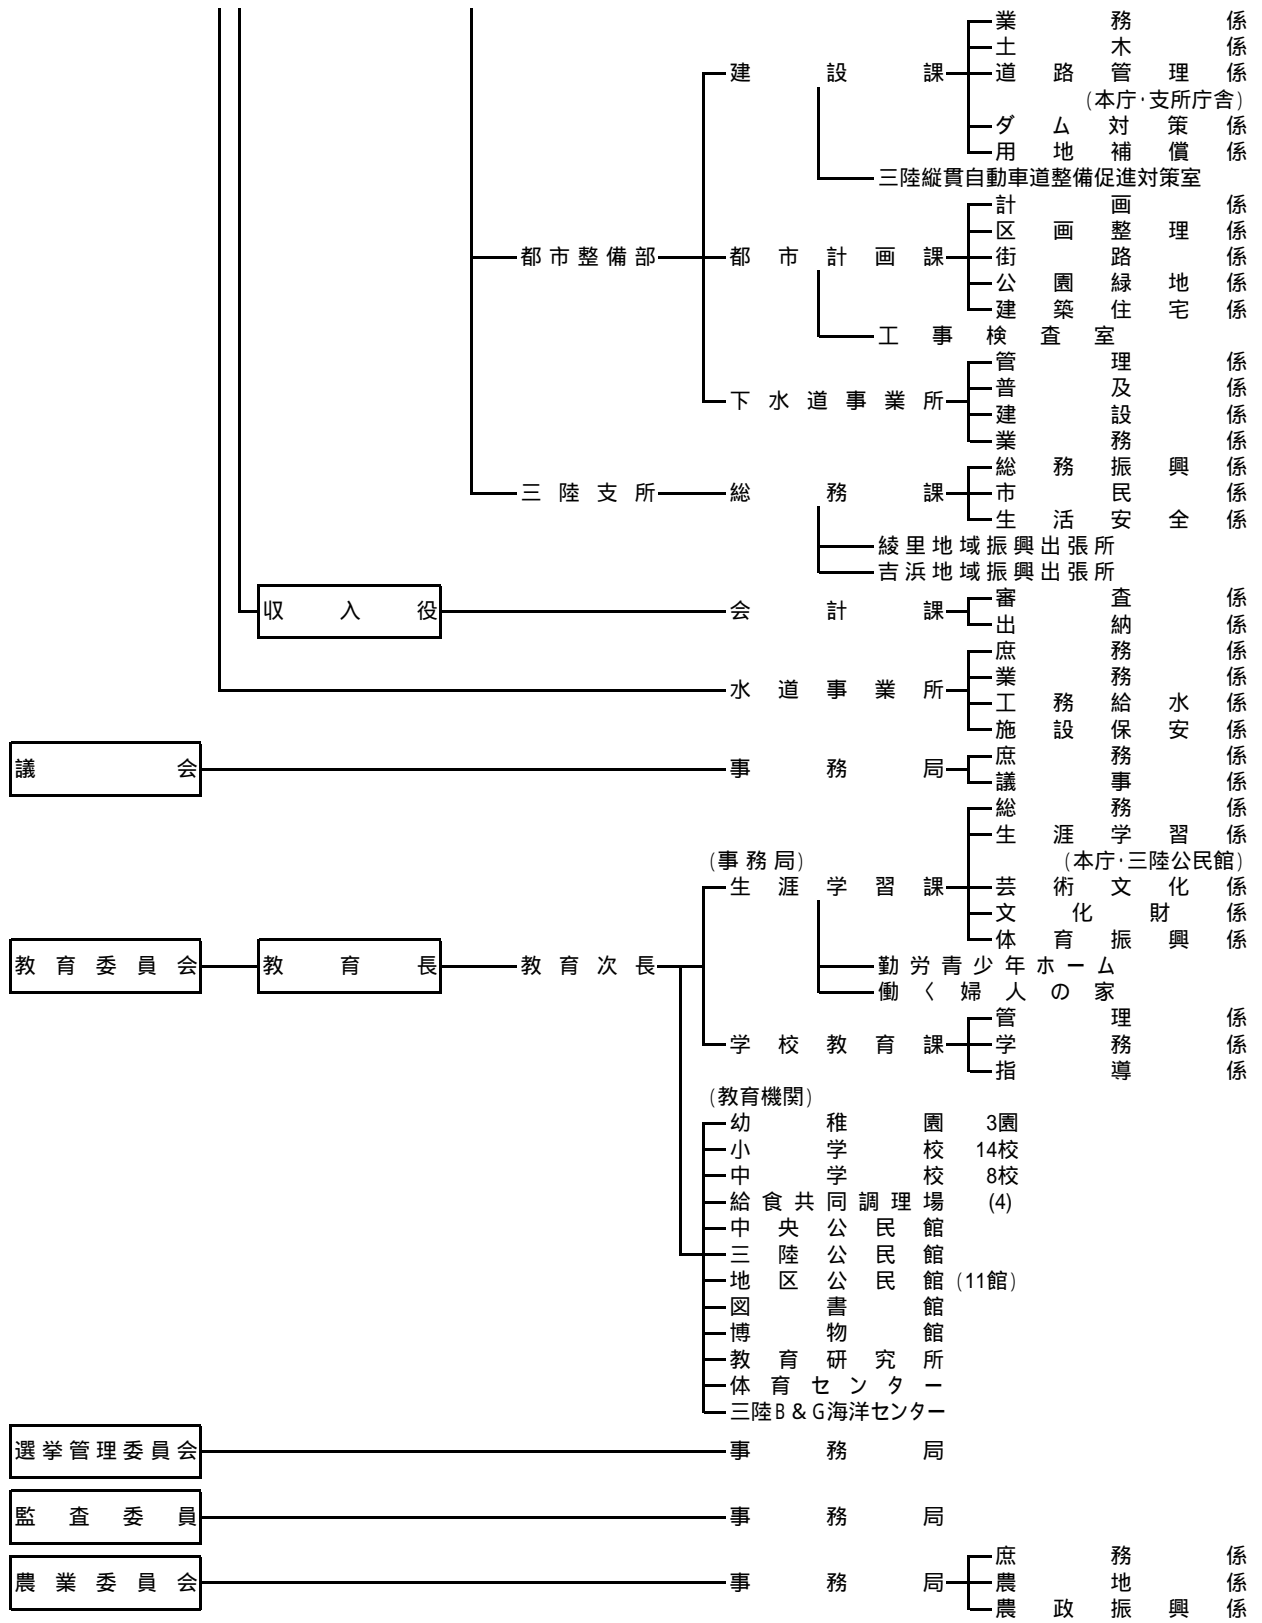 業務係
土木係
建設課 道路管理係
(本庁･支所庁舎)
ダム対策係
用地補償係
三陸縦貫自動車道整備促進対策室
計画係
区画整理係
都市整備部 都市計画課 街路係
公園緑地係
建築住宅係
工事検査室
管理係
普及係
下水道事業所
建設係
業務係
総務振興係
三陸支所 総務課 市民係
生活安全係
綾里地域振興出張所
吉浜地域振興出張所
審査係
収入役 会計課
出納係
庶務係
業務係
水道事業所
工務給水係
施設保安係
庶務係
議会 事務局
議事係
総務係
生涯学習係
(事務局) (本庁･三陸公民館)
生涯学習課 芸術文化係
文化財係
体育振興係
教育委員会 教育長 教育次長 勤労青少年ホーム
働く婦人の家
管理係
学校教育課 学務係
指導係
(教育機関)
幼稚園 3園
小学校 14校
中学校 8校
給食共同調理場 (4)
中央公民館
三陸公民館
地区公民館 (11館)
図書館
博物館
教育研究所
体育センター
三陸B＆G海洋センター
選挙管理委員会 事務局
監査委員 事務局
庶務係
農業委員会 事務局 農地係
農政振興係